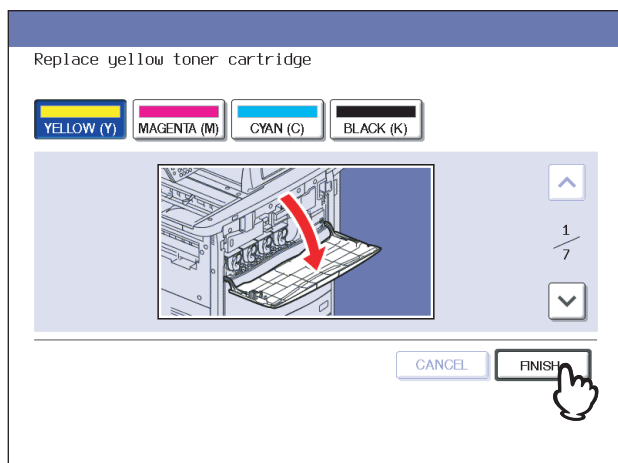 Replace yellow toner cartridge
YELLOW (Y) MAGENTA (M) CYAN (C) BLACK (K)
1
7
CANCEL FINISH